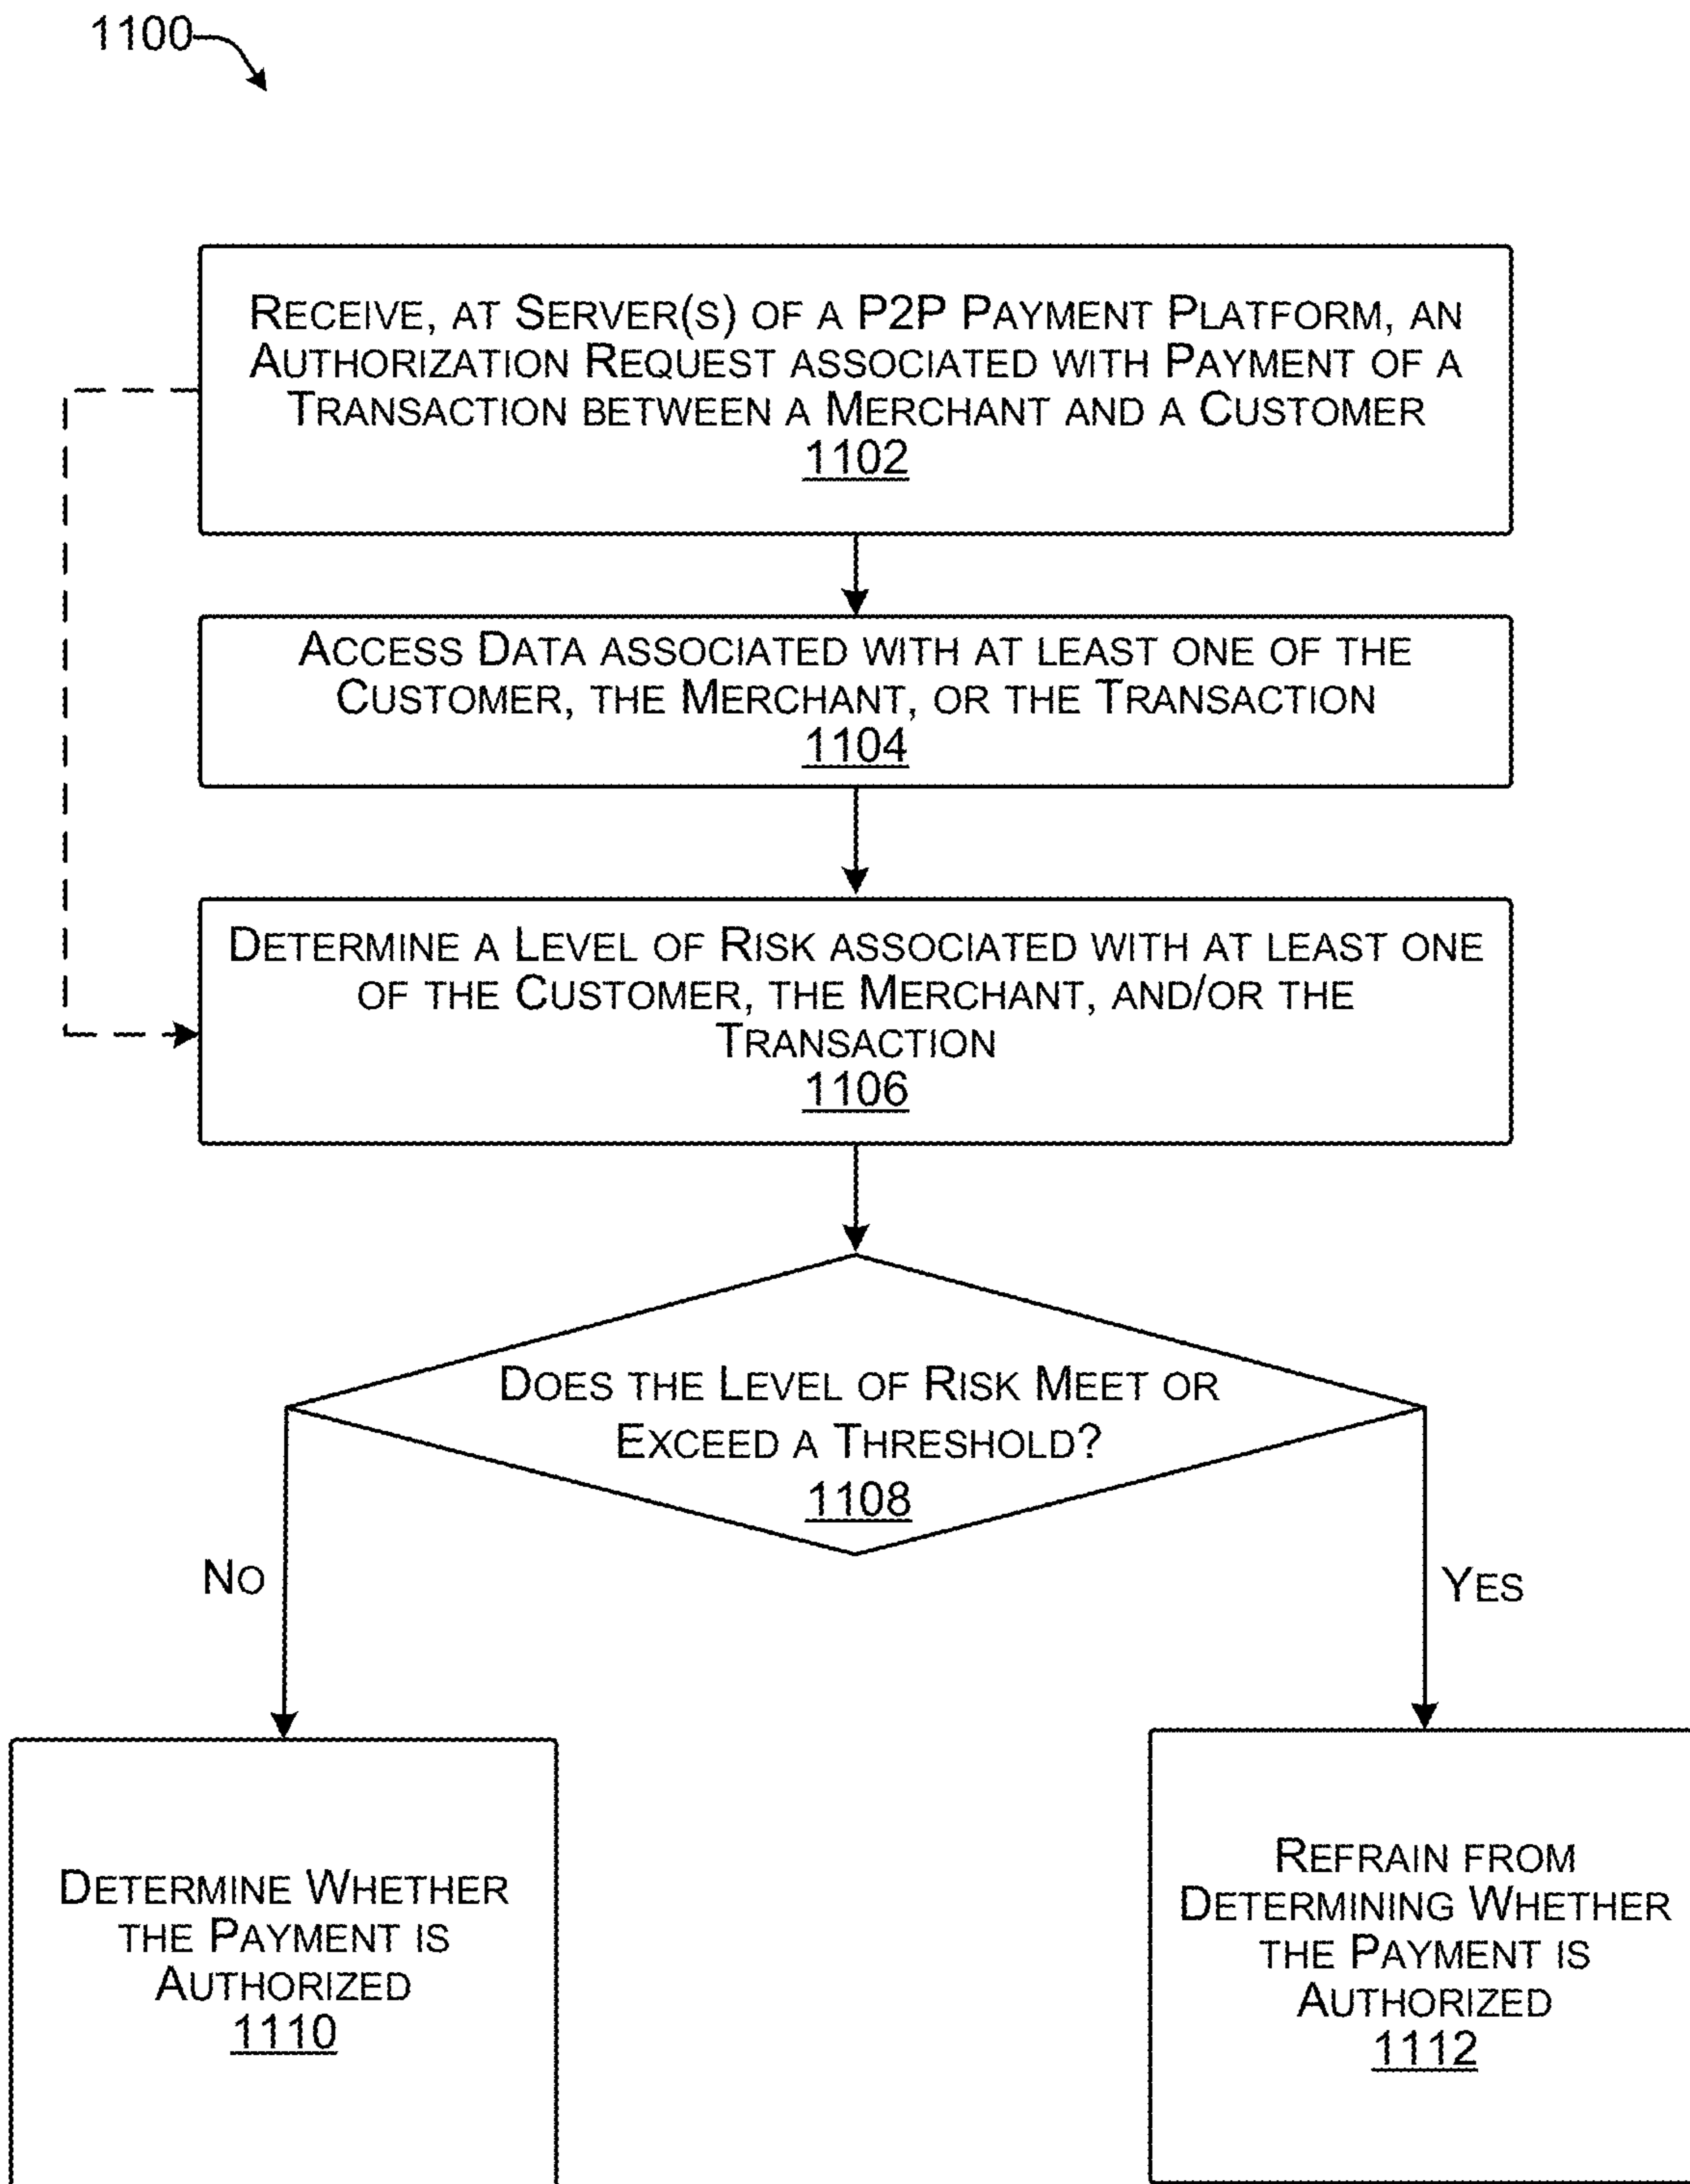 1100
RECEIVE, AT SERVER(S) OF A P2P PAYMENT PLATFORM, AN
AUTHORIZATION REQUEST ASSOCIATED WITH PAYMENT OF A
TRANSACTION BETWEEN A MERCHANT AND A CUSTOMER
1102
ACCESS DATA ASSOCIATED WITH AT LEAST ONE OF THE
CUSTOMER, THE MERCHANT, OR THE TRANSACTION
1104
DETERMINE A LEVEL OF RISK ASSOCIATED WITH AT LEAST ONE
OF THE CUSTOMER, THE MERCHANT, AND/OR THE
TRANSACTION
1106
DOES THE LEVEL OF RISK MEET OR
EXCEED A THRESHOLD?
1108
NO
YES
DETERMINE WHETHER
THE PAYMENT IS
AUTHORIZED
1110
REFRAIN FROM
DETERMINING WHETHER
THE PAYMENT IS
AUTHORIZED
1112